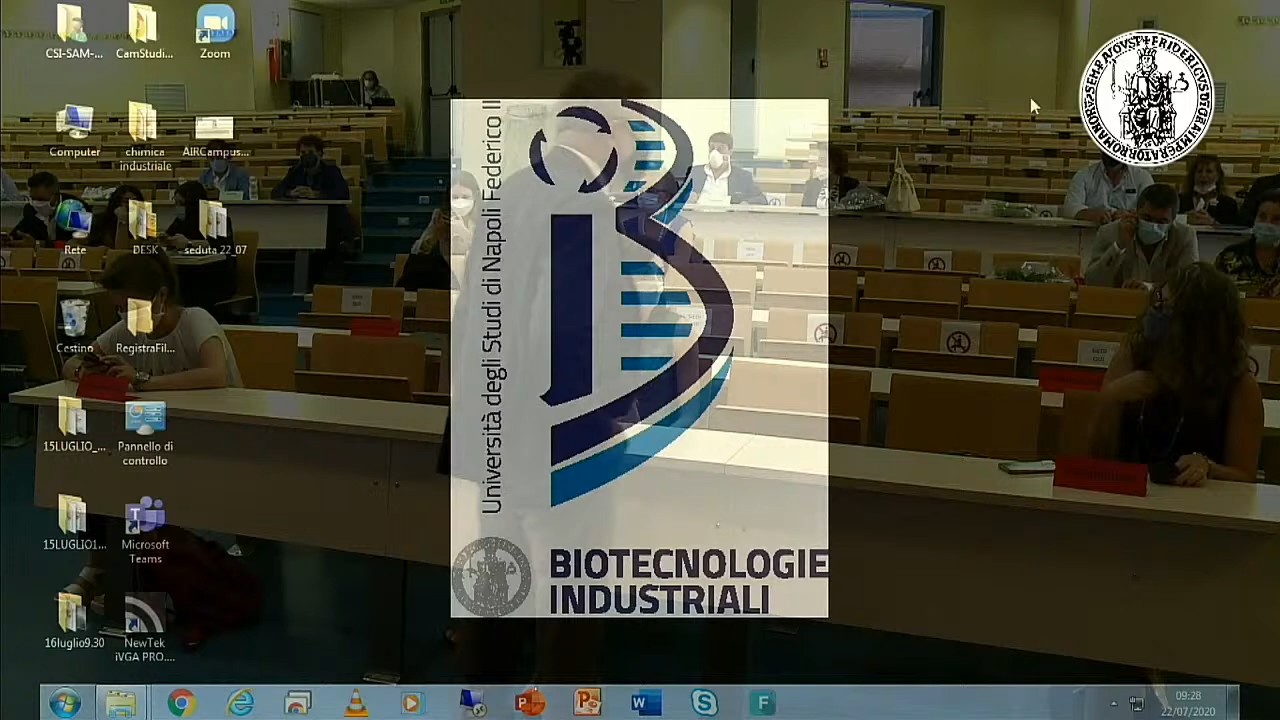 CSI-SAM-...
CamStudi...
Zoom
Computer
chimica
industriale
AIRCampus...
Rete
DESK
seduta 22_07
Cestino
RegistraFil...
15LUGLIO_...
Pannello di
controllo
15LUGLIO1...
Microsoft
Teams
16luglio9.30
NewTek
iVGA PRO....
Università degli Studi di Napoli Federico II
BIOTECNOLOGIE
INDUSTRIALI
09:28
22/07/2020